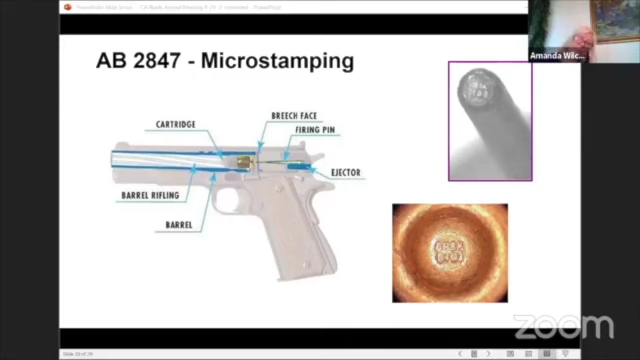 AB 2847 - Microstamping
CARTRIDGE
BREECH FACE
FIRING PIN
EJECTOR
BARREL RIFLING
BARREL
Amanda Wilc...
zoom